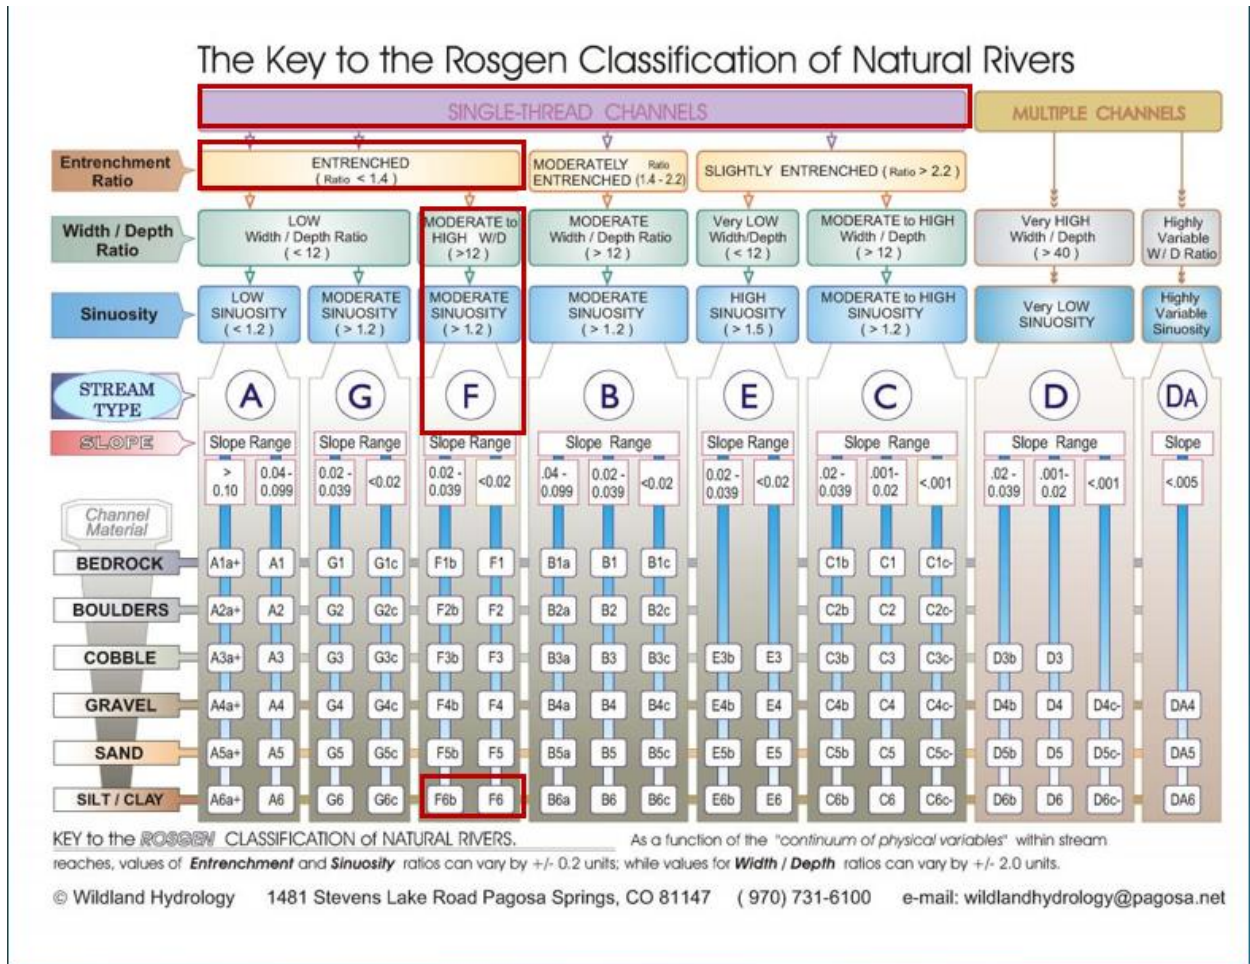 The Key to the Rosgen Classification of Natural Rivers
SINGLE-THREAD CHANNELS
MULTIPLE CHANNELS
Entrenchment
Ratio
ENTRENCHED
( Ratio < 1.4 )
MODERATELY Ratio
ENTRENCHED (1.4 - 2.2)
SLIGHTLY ENTRENCHED ( Ratio > 2.2 )
Width / Depth
Ratio
LOW
Width / Depth Ratio
( < 12 )
MODERATE to
HIGH W/D
( >12 )
MODERATE
Width / Depth Ratio
( > 12 )
Very LOW
Width/Depth
( < 12 )
MODERATE to HIGH
Width / Depth
( > 12 )
Very HIGH
Width / Depth
( > 40 )
Highly
Variable
W / D Ratio
Sinuosity
LOW
SINUOSITY
( < 1.2 )
MODERATE
SINUOSITY
( > 1.2 )
MODERATE
SINUOSITY
( > 1.2 )
MODERATE
SINUOSITY
( > 1.2 )
HIGH
SINUOSITY
( > 1.5 )
MODERATE to HIGH
SINUOSITY
( > 1.2 )
Very LOW
SINUOSITY
Highly
Variable
Sinuosity
STREAM
TYPE
A G F B E C D DA
SLOPE
Slope Range Slope Range Slope Range Slope Range Slope Range Slope Range Slope Range Slope
> 0.10
0.04 - 0.099
0.02 - 0.039
<0.02
0.02 - 0.039
<0.02
.04 - 0.099
0.02 - 0.039
<0.02
0.02 - 0.039
<0.02
.02 - 0.039
.001- 0.02
<.001
.02 - 0.039
.001- 0.02
<.001
<.005
Channel
Material
BEDROCK A1a+ A1 G1 G1c F1b F1 B1a B1 B1c C1b C1 C1c-
BOULDERS A2a+ A2 G2 G2c F2b F2 B2a B2 B2c C2b C2 C2c-
COBBLE A3a+ A3 G3 G3c F3b F3 B3a B3 B3c E3b E3 C3b C3 C3c- D3b D3
GRAVEL A4a+ A4 G4 G4c F4b F4 B4a B4 B4c E4b E4 C4b C4 C4c- D4b D4 D4c- DA4
SAND A5a+ A5 G5 G5c F5b F5 B5a B5 B5c E5b E5 C5b C5 C5c- D5b D5 D5c- DA5
SILT / CLAY A6a+ A6 G6 G6c F6b F6 B6a B6 B6c E6b E6 C6b C6 C6c- D6b D6 D6c- DA6
KEY to the ROSGEN CLASSIFICATION of NATURAL RIVERS. As a function of the "continuum of physical variables" within stream
reaches, values of Entrenchment and Sinuosity ratios can vary by +/- 0.2 units; while values for Width / Depth ratios can vary by +/- 2.0 units.
© Wildland Hydrology 1481 Stevens Lake Road Pagosa Springs, CO 81147 ( 970) 731-6100 e-mail: wildlandhydrology@pagosa.net